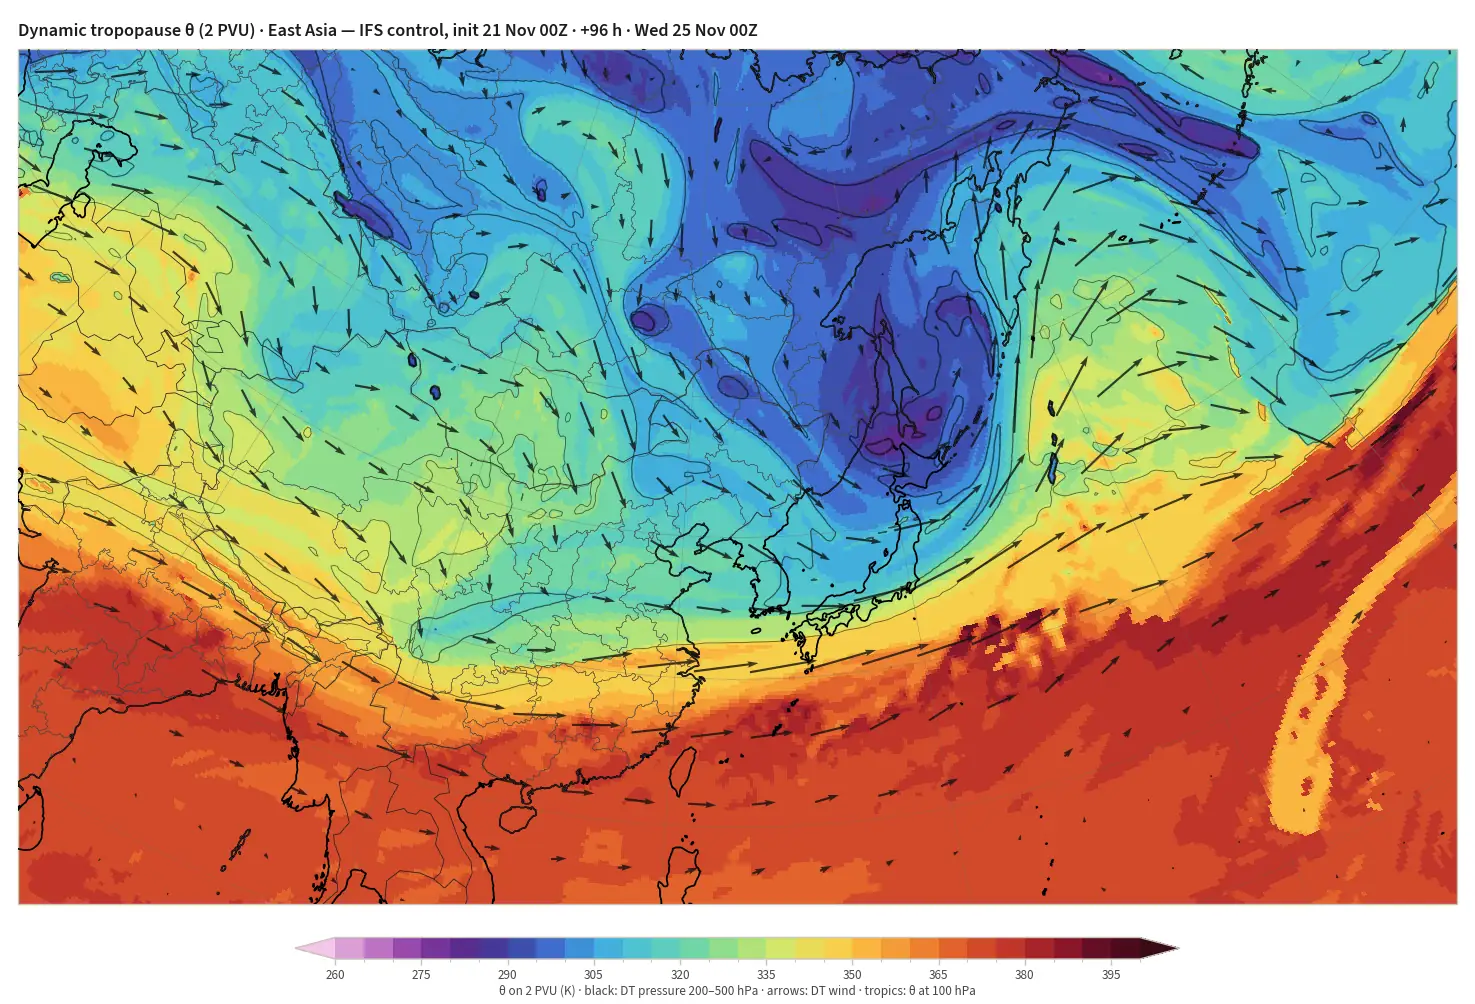 Dynamic tropopause θ (2 PVU) · East Asia — IFS control, init 21 Nov 00Z · +96 h · Wed 25 Nov 00Z
260 275 290 305 320 335 350 365 380 395
θ on 2 PVU (K) · black: DT pressure 200–500 hPa · arrows: DT wind · tropics: θ at 100 hPa